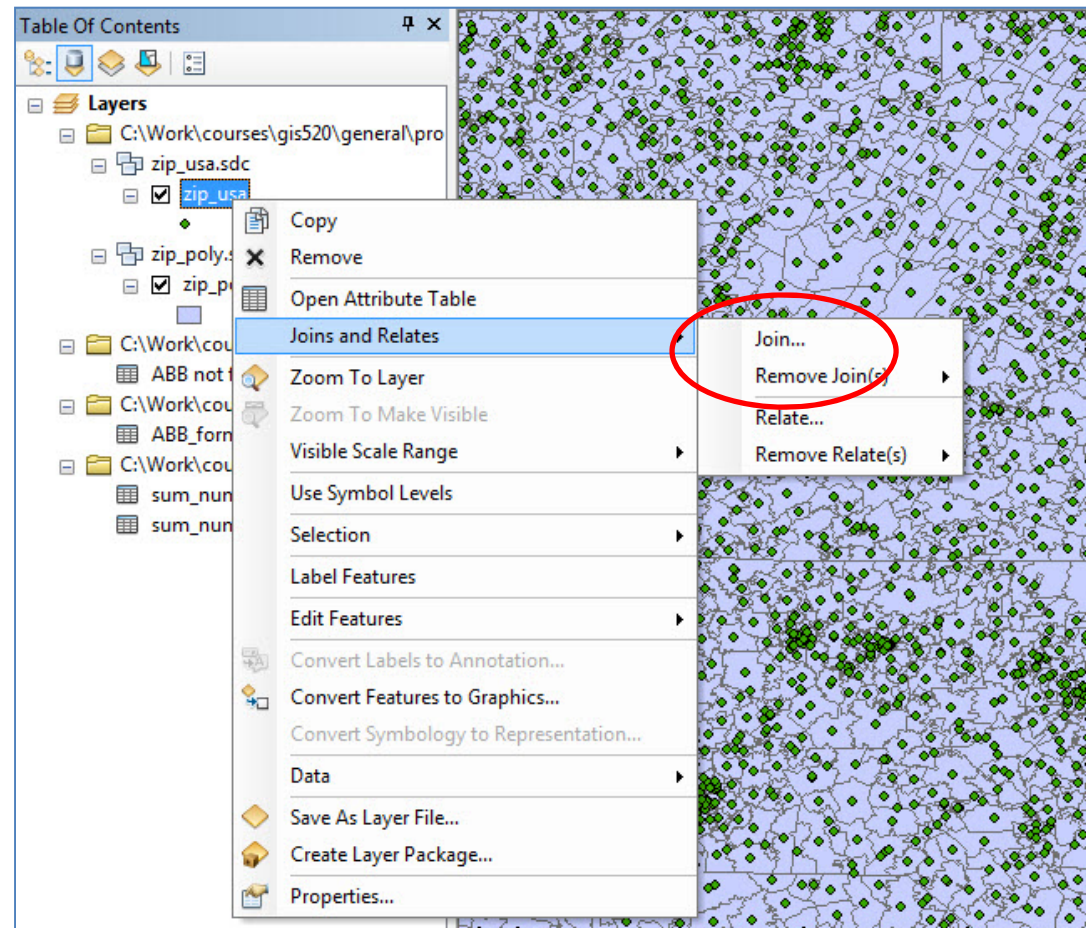 Table Of Contents
Layers
C:\Work\courses\gis520\general\pro
zip_usa.sdc
zip_usa
zip_poly.s
zip_p
C:\Work\cou
ABB not f
C:\Work\cou
ABB_form
C:\Work\cou
sum_num
sum_num
Copy
Remove
Open Attribute Table
Joins and Relates
Zoom To Layer
Zoom To Make Visible
Visible Scale Range
Use Symbol Levels
Selection
Label Features
Edit Features
Convert Labels to Annotation...
Convert Features to Graphics...
Convert Symbology to Representation...
Data
Save As Layer File...
Create Layer Package...
Properties...
Join...
Remove Join(s)
Relate...
Remove Relate(s)